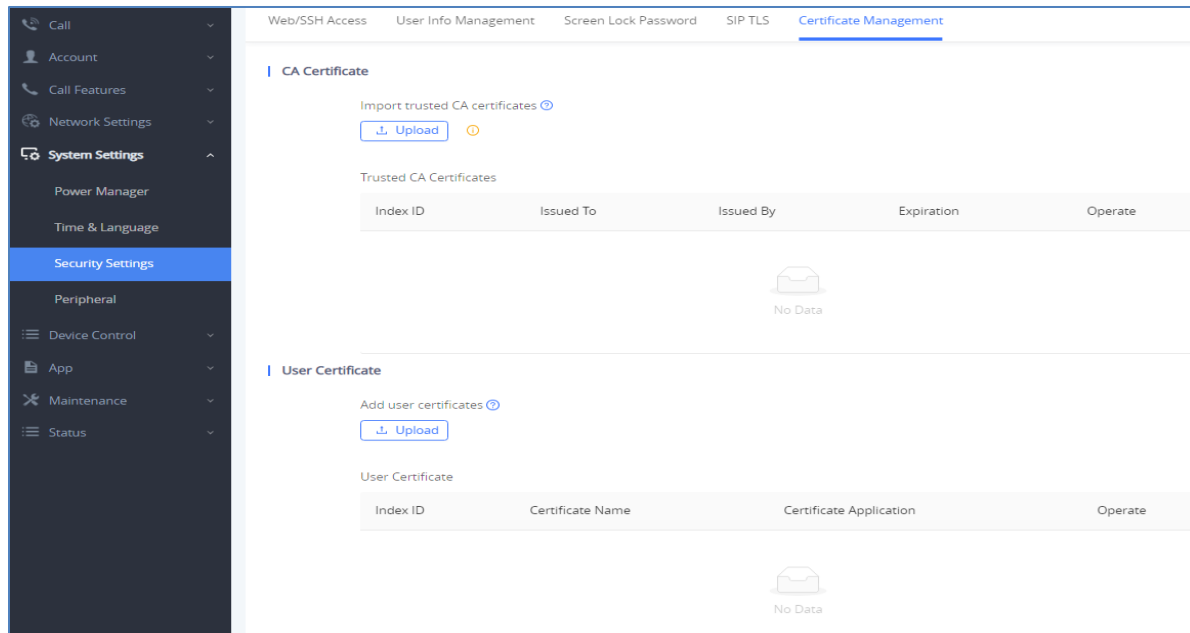 Call
Account
Call Features
Network Settings
System Settings
Power Manager
Time & Language
Security Settings
Peripheral
Device Control
App
Maintenance
Status
Web/SSH Access User Info Management Screen Lock Password SIP TLS Certificate Management
CA Certificate
Import trusted CA certificates
Upload
Trusted CA Certificates
Index ID Issued To Issued By Expiration Operate
No Data
User Certificate
Add user certificates
Upload
User Certificate
Index ID Certificate Name Certificate Application Operate
No Data